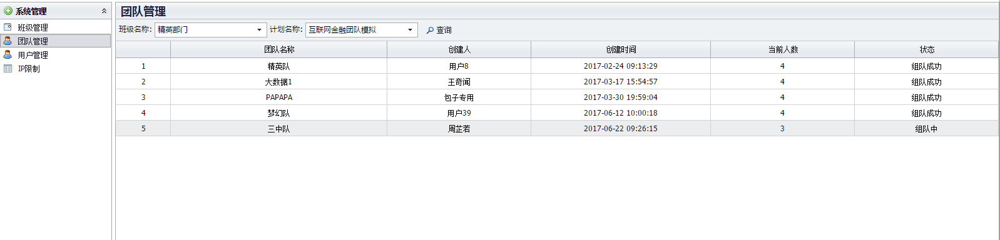 系统管理
班级管理
团队管理
用户管理
IP限制
团队管理
班级名称: 精英部门 计划名称: 互联网金融团队模拟 查询
团队名称 创建人 创建时间 当前人数 状态
1 精英队 用户8 2017-02-24 09:13:29 4 组队成功
2 大数据1 王奇闻 2017-03-17 15:54:57 4 组队成功
3 PAPAPA 包子专用 2017-03-30 19:59:04 4 组队成功
4 梦幻队 用户39 2017-06-12 10:00:18 4 组队成功
5 三中队 周芷若 2017-06-22 09:26:15 3 组队中